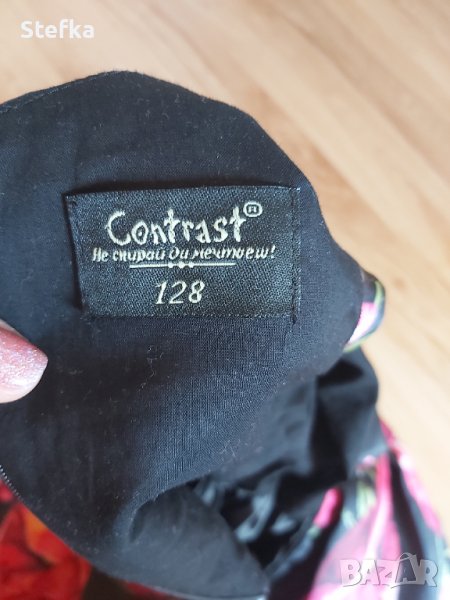 Stefka
Contrast®
Не спирай да мечтаеш!
128
BAZAR